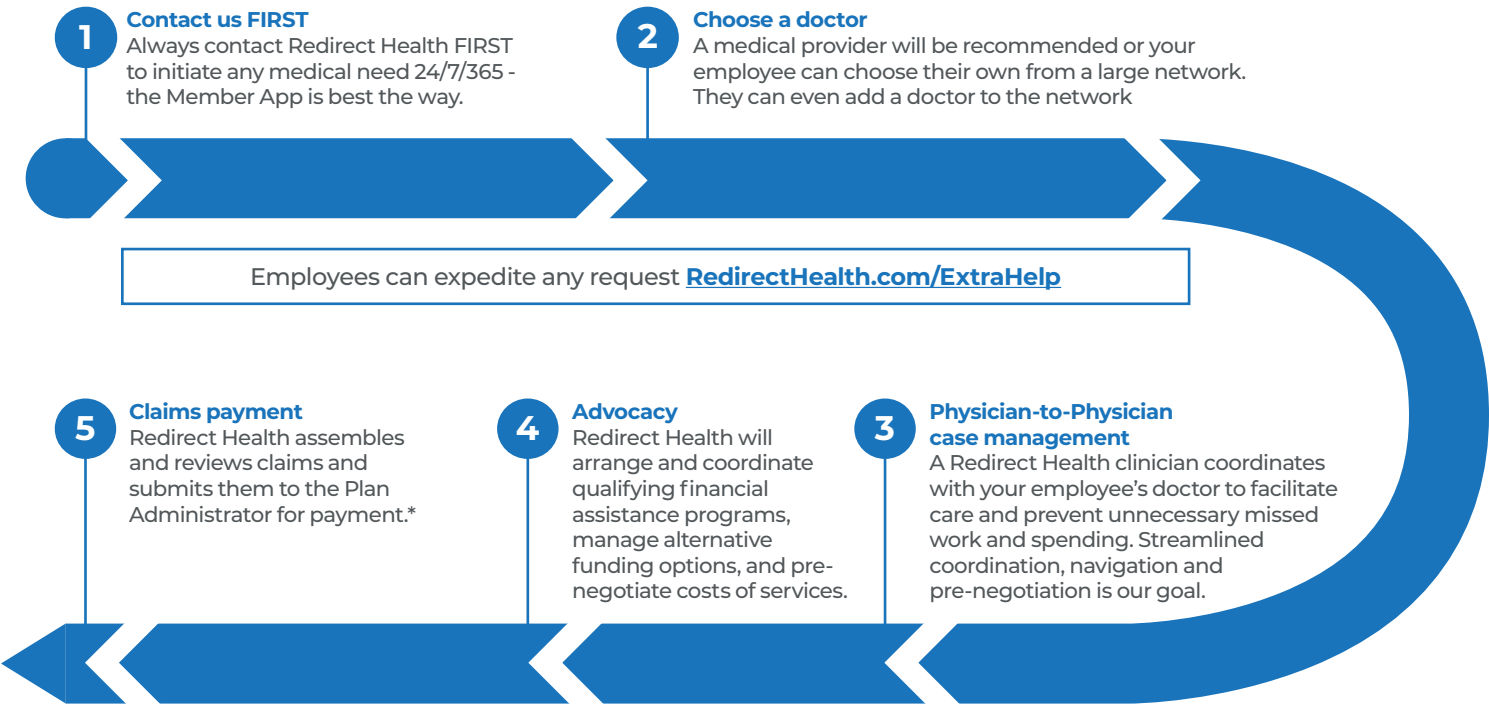 1
Contact us FIRST
Always contact Redirect Health FIRST
to initiate any medical need 24/7/365 -
the Member App is best the way.
2
Choose a doctor
A medical provider will be recommended or your
employee can choose their own from a large network.
They can even add a doctor to the network
Employees can expedite any request RedirectHealth.com/ExtraHelp
3
Physician-to-Physician
case management
A Redirect Health clinician coordinates
with your employee's doctor to facilitate
care and prevent unnecessary missed
work and spending. Streamlined
coordination, navigation and
pre-negotiation is our goal.
4
Advocacy
Redirect Health will
arrange and coordinate
qualifying financial
assistance programs,
manage alternative
funding options, and pre-
negotiate costs of services.
5
Claims payment
Redirect Health assembles
and reviews claims and
submits them to the Plan
Administrator for payment.*